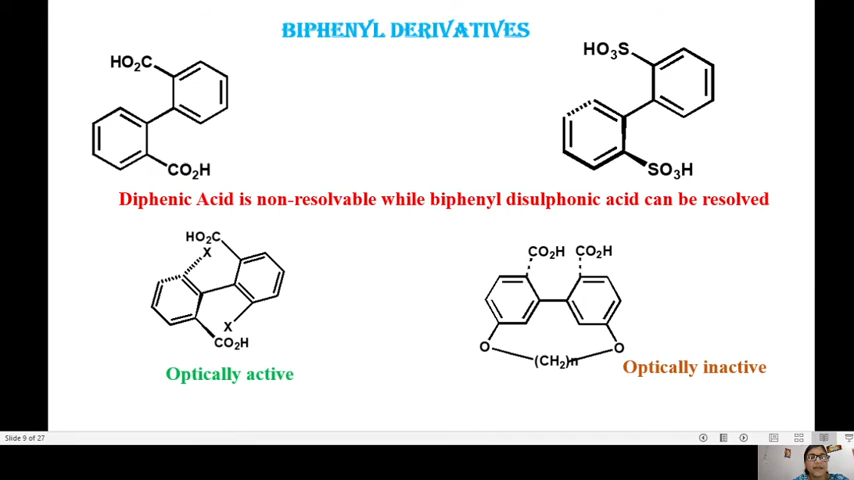 BIPHENYL DERIVATIVES
HO2C
CO2H
HO3S
SO3H
Diphenic Acid is non-resolvable while biphenyl disulphonic acid can be resolved
HO2C
X
X
CO2H
Optically active
CO2H CO2H
O
O
(CH2)n
Optically inactive
Slide 9 of 27